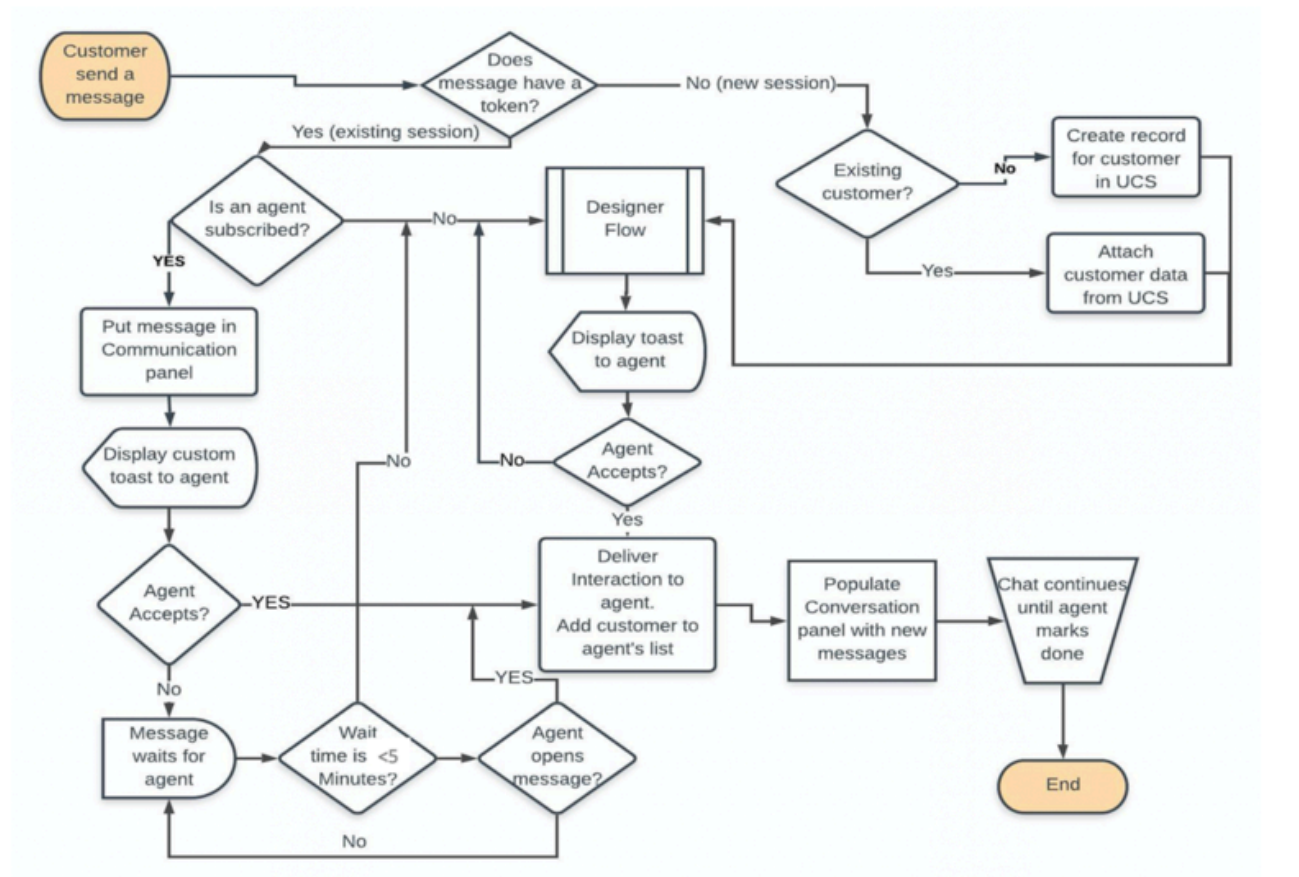 Customer
send a
message
Does
message have a
token?
No (new session)
Yes (existing session)
Existing
customer?
No
Create record
for customer
in UCS
Yes
Attach
customer data
from UCS
Is an agent
subscribed?
No
Designer
Flow
YES
Put message in
Communication
panel
Display toast
to agent
Display custom
toast to agent
No
Agent
Accepts?
No
Yes
Agent
Accepts?
YES
Deliver
Interaction to
agent.
Add customer to
agent's list
Populate
Conversation
panel with new
messages
Chat continues
until agent
marks
done
No
YES
Message
waits for
agent
Wait
time is <5
Minutes?
Agent
opens
message?
No
End